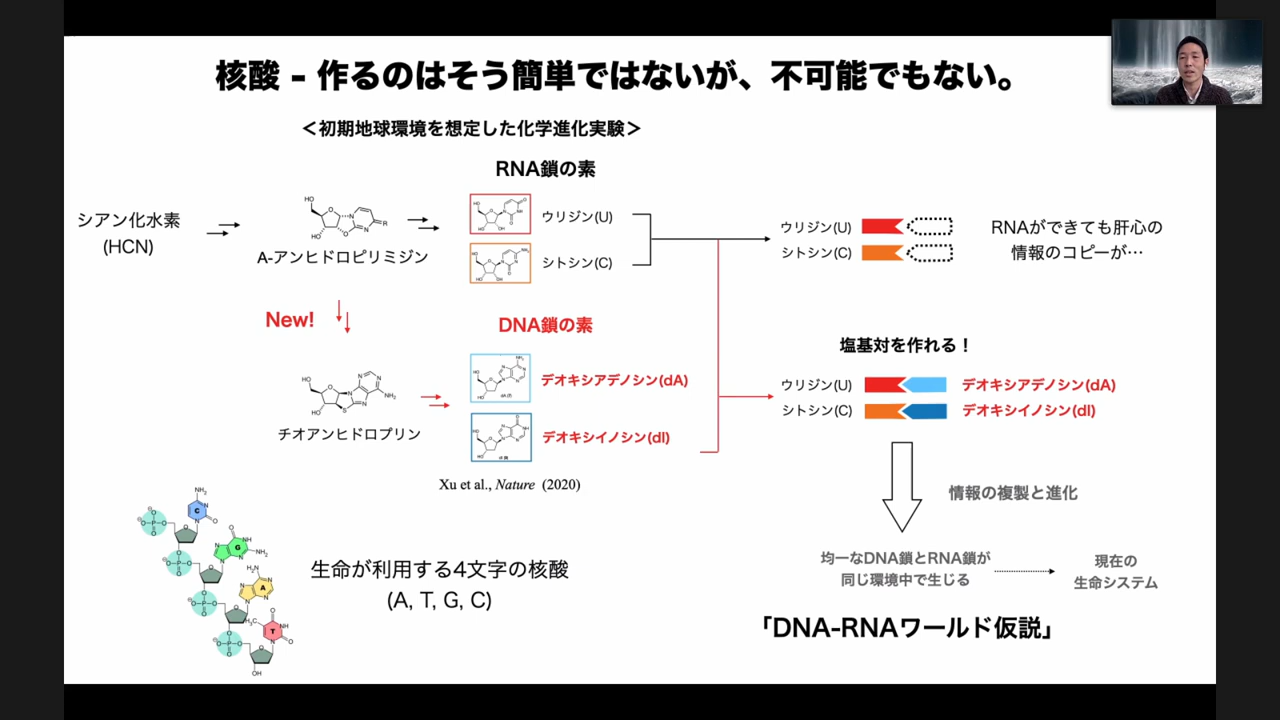 核酸 – 作るのはそう簡単ではないが、不可能でもない。
＜初期地球環境を想定した化学進化実験＞
RNA鎖の素
シアン化水素
(HCN)
A-アンヒドロピリミジン
ウリジン(U)
シトシン(C)
ウリジン(U)
シトシン(C)
RNAができても肝心の
情報のコピーが…
New!
DNA鎖の素
チオアンヒドロプリン
デオキシアデノシン(dA)
デオキシイノシン(dI)
Xu et al., Nature (2020)
塩基対を作れる！
ウリジン(U)
デオキシアデノシン(dA)
シトシン(C)
デオキシイノシン(dI)
情報の複製と進化
均一なDNA鎖とRNA鎖が
同じ環境中で生じる
現在の
生命システム
「DNA-RNAワールド仮説」
生命が利用する4文字の核酸
(A, T, G, C)
C
G
A
T